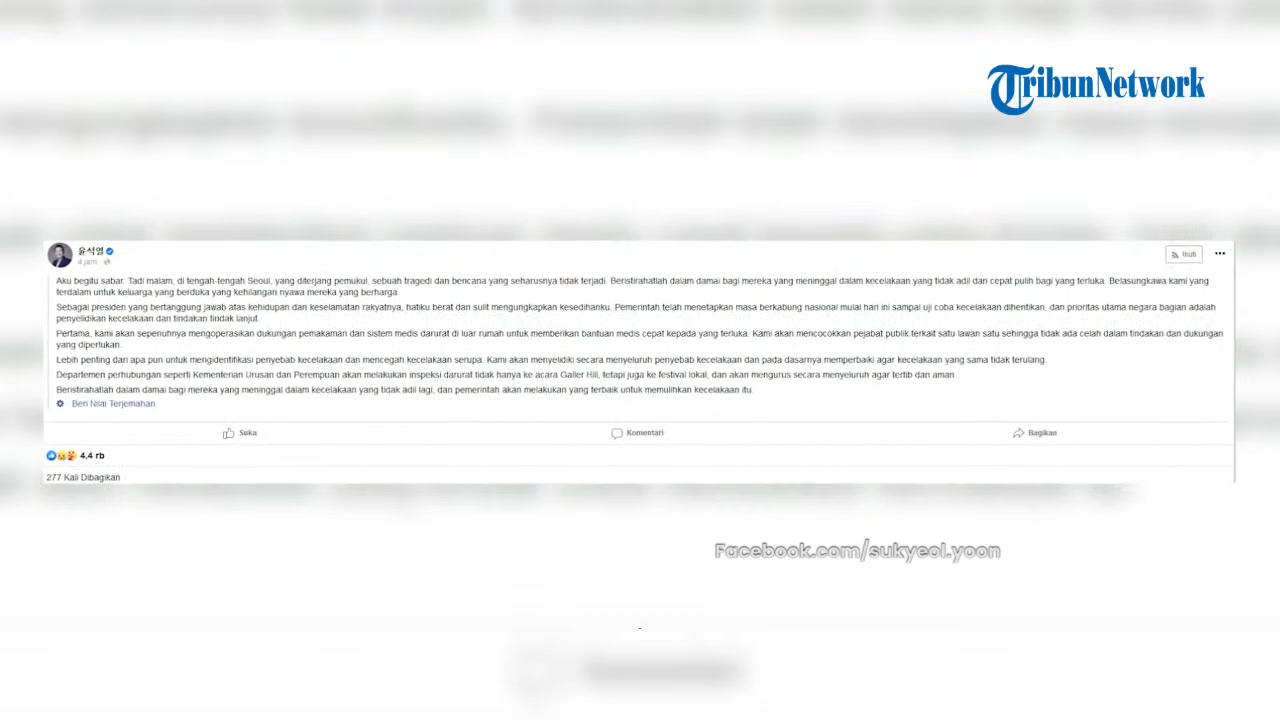 TribunNetwork
윤석열
4 jam
Ikuti
Aku begitu sabar. Tadi malam, di tengah-tengah Seoul, yang diterjang pemukul, sebuah tragedi dan bencana yang seharusnya tidak terjadi. Beristirahatlah dalam damai bagi mereka yang meninggal dalam kecelakaan yang tidak adil dan cepat pulih bagi yang terluka. Belasungkawa kami yang
terdalam untuk keluarga yang berduka yang kehilangan nyawa mereka yang berharga.
Sebagai presiden yang bertanggung jawab atas kehidupan dan keselamatan rakyatnya, hatiku berat dan sulit mengungkapkan kesedihanku. Pemerintah telah menetapkan masa berkabung nasional mulai hari ini sampai uji coba kecelakaan dihentikan, dan prioritas utama negara bagian adalah
penyelidikan kecelakaan dan tindakan tindak lanjut.
Pertama, kami akan sepenuhnya mengoperasikan dukungan pemakaman dan sistem medis darurat di luar rumah untuk memberikan bantuan medis cepat kepada yang terluka. Kami akan mencocokkan pejabat publik terkait satu lawan satu sehingga tidak ada celah dalam tindakan dan dukungan
yang diperlukan.
Lebih penting dari apa pun untuk mengidentifikasi penyebab kecelakaan dan mencegah kecelakaan serupa. Kami akan menyelidiki secara menyeluruh penyebab kecelakaan dan pada dasarnya memperbaiki agar kecelakaan yang sama tidak terulang.
Departemen perhubungan seperti Kementerian Urusan dan Perempuan akan melakukan inspeksi darurat tidak hanya ke acara Galler Hill, tetapi juga ke festival lokal, dan akan mengurus secara menyeluruh agar tertib dan aman.
Beristirahatlah dalam damai bagi mereka yang meninggal dalam kecelakaan yang tidak adil lagi, dan pemerintah akan melakukan yang terbaik untuk memulihkan kecelakaan itu.
Beri Nilai Terjemahan
Suka
Komentari
Bagikan
4,4 rb
277 Kali Dibagikan
Facebook.com/sukyeol.yoon